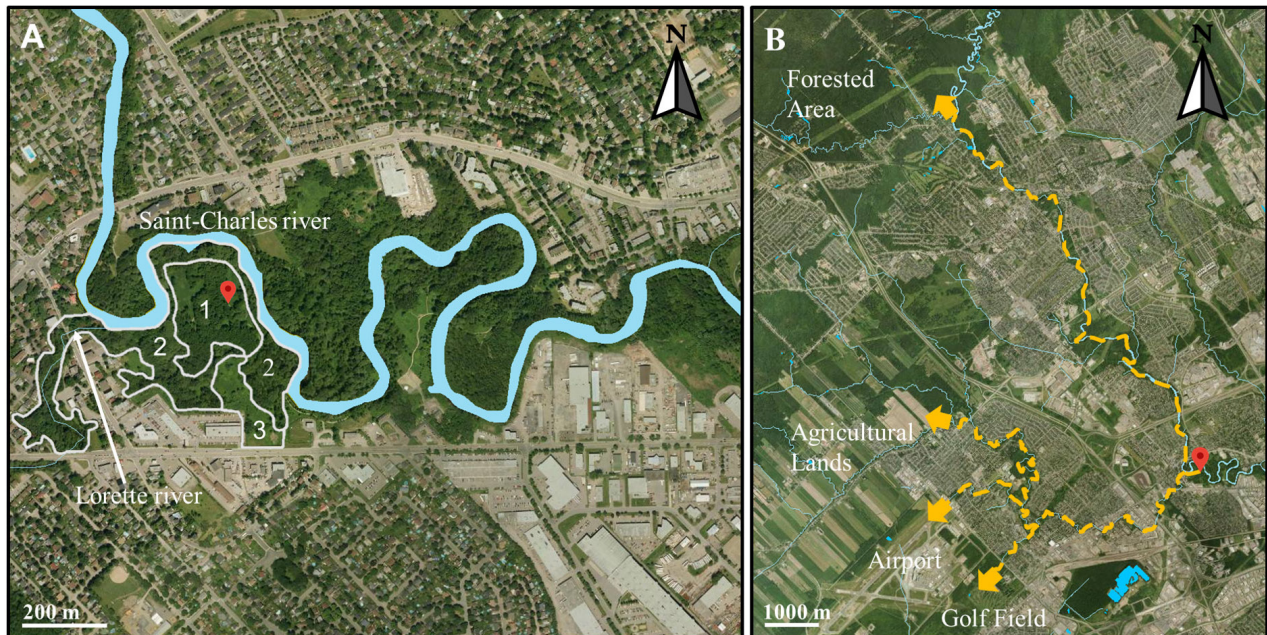 A
N
Saint-Charles river
1
2
2
3
Lorette river
200 m
B
N
Forested
Area
Agricultural
Lands
Airport
Golf Field
1000 m